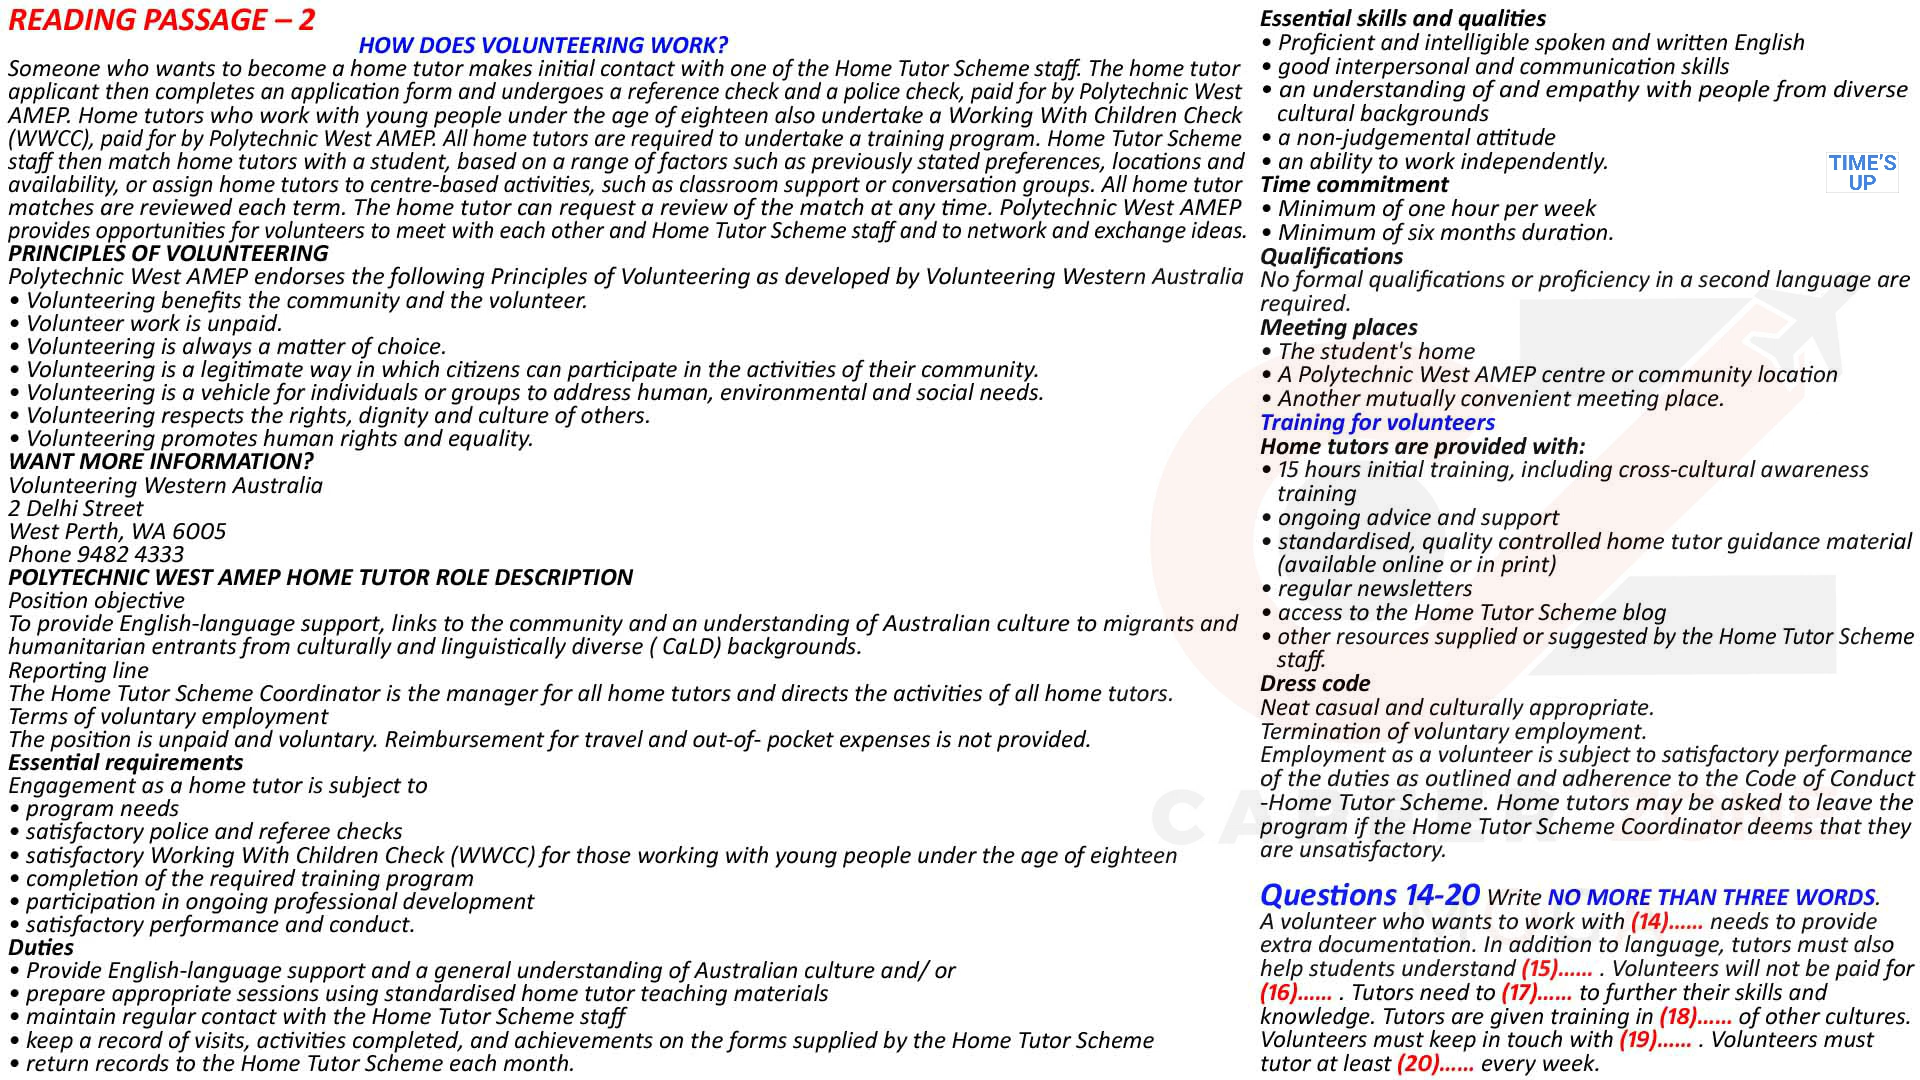 READING PASSAGE – 2
HOW DOES VOLUNTEERING WORK?
Someone who wants to become a home tutor makes initial contact with one of the Home Tutor Scheme staff. The home tutor
applicant then completes an application form and undergoes a reference check and a police check, paid for by Polytechnic West
AMEP. Home tutors who work with young people under the age of eighteen also undertake a Working With Children Check
(WWCC), paid for by Polytechnic West AMEP. All home tutors are required to undertake a training program. Home Tutor Scheme
staff then match home tutors with a student, based on a range of factors such as previously stated preferences, locations and
availability, or assign home tutors to centre-based activities, such as classroom support or conversation groups. All home tutor
matches are reviewed each term. The home tutor can request a review of the match at any time. Polytechnic West AMEP
provides opportunities for volunteers to meet with each other and Home Tutor Scheme staff and to network and exchange ideas.
PRINCIPLES OF VOLUNTEERING
Polytechnic West AMEP endorses the following Principles of Volunteering as developed by Volunteering Western Australia
• Volunteering benefits the community and the volunteer.
• Volunteer work is unpaid.
• Volunteering is always a matter of choice.
• Volunteering is a legitimate way in which citizens can participate in the activities of their community.
• Volunteering is a vehicle for individuals or groups to address human, environmental and social needs.
• Volunteering respects the rights, dignity and culture of others.
• Volunteering promotes human rights and equality.
WANT MORE INFORMATION?
Volunteering Western Australia
2 Delhi Street
West Perth, WA 6005
Phone 9482 4333
POLYTECHNIC WEST AMEP HOME TUTOR ROLE DESCRIPTION
Position objective
To provide English-language support, links to the community and an understanding of Australian culture to migrants and
humanitarian entrants from culturally and linguistically diverse ( CaLD) backgrounds.
Reporting line
The Home Tutor Scheme Coordinator is the manager for all home tutors and directs the activities of all home tutors.
Terms of voluntary employment
The position is unpaid and voluntary. Reimbursement for travel and out-of- pocket expenses is not provided.
Essential requirements
Engagement as a home tutor is subject to
• program needs
• satisfactory police and referee checks
• satisfactory Working With Children Check (WWCC) for those working with young people under the age of eighteen
• completion of the required training program
• participation in ongoing professional development
• satisfactory performance and conduct.
Duties
• Provide English-language support and a general understanding of Australian culture and/ or
• prepare appropriate sessions using standardised home tutor teaching materials
• maintain regular contact with the Home Tutor Scheme staff
• keep a record of visits, activities completed, and achievements on the forms supplied by the Home Tutor Scheme
• return records to the Home Tutor Scheme each month.
Essential skills and qualities
• Proficient and intelligible spoken and written English
• good interpersonal and communication skills
• an understanding of and empathy with people from diverse
cultural backgrounds
• a non-judgemental attitude
• an ability to work independently.
TIME'S
UP
Time commitment
• Minimum of one hour per week
• Minimum of six months duration.
Qualifications
No formal qualifications or proficiency in a second language are
required.
Meeting places
• The student's home
• A Polytechnic West AMEP centre or community location
• Another mutually convenient meeting place.
Training for volunteers
Home tutors are provided with:
• 15 hours initial training, including cross-cultural awareness
training
• ongoing advice and support
• standardised, quality controlled home tutor guidance material
(available online or in print)
• regular newsletters
• access to the Home Tutor Scheme blog
• other resources supplied or suggested by the Home Tutor Scheme
staff.
Dress code
Neat casual and culturally appropriate.
Termination of voluntary employment.
Employment as a volunteer is subject to satisfactory performance
of the duties as outlined and adherence to the Code of Conduct
-Home Tutor Scheme. Home tutors may be asked to leave the
program if the Home Tutor Scheme Coordinator deems that they
are unsatisfactory.
CAREER ZONE
Questions 14-20 Write NO MORE THAN THREE WORDS.
A volunteer who wants to work with (14)...... needs to provide
extra documentation. In addition to language, tutors must also
help students understand (15)...... . Volunteers will not be paid for
(16)...... . Tutors need to (17)...... to further their skills and
knowledge. Tutors are given training in (18)...... of other cultures.
Volunteers must keep in touch with (19)...... . Volunteers must
tutor at least (20)...... every week.